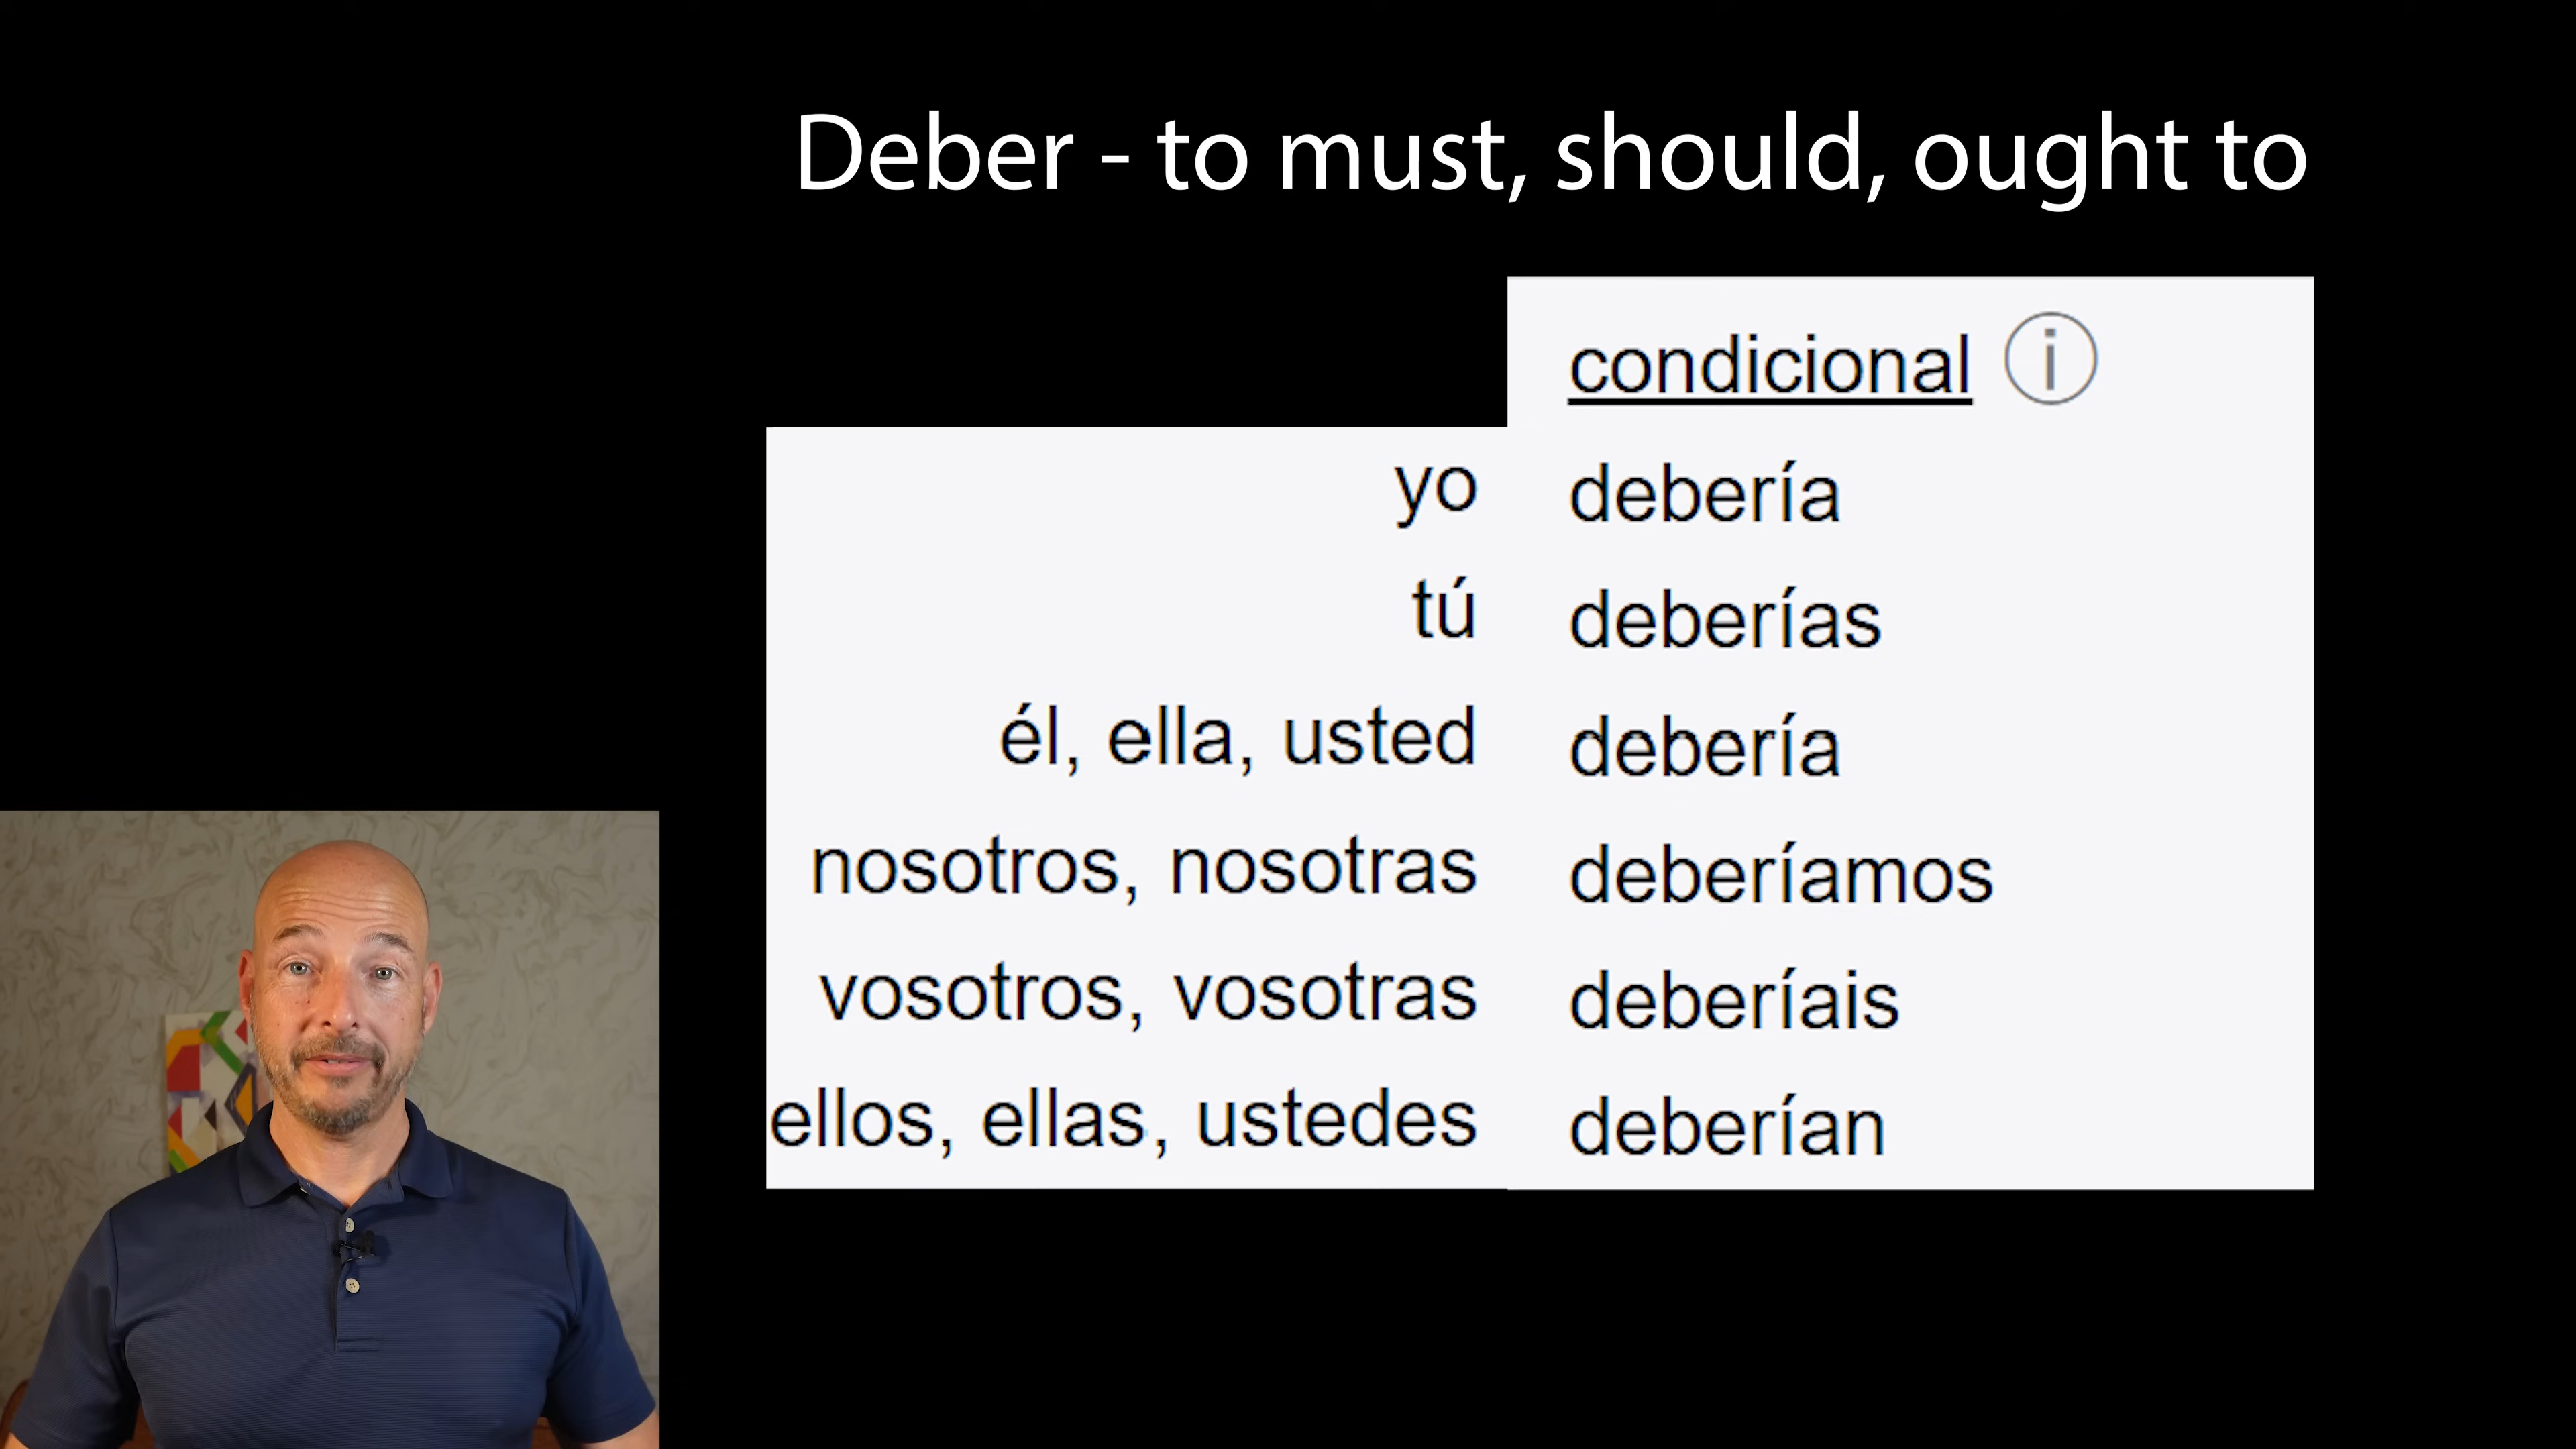 Deber - to must, should, ought to
condicional i
yo debería
tú deberías
él, ella, usted debería
nosotros, nosotras deberíamos
vosotros, vosotras deberíais
ellos, ellas, ustedes deberían